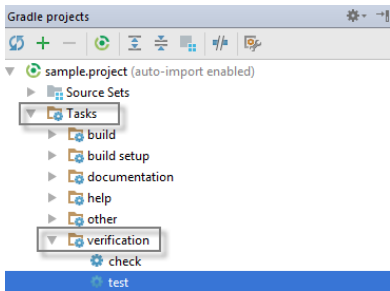 Gradle projects
sample.project (auto-import enabled)
Source Sets
Tasks
build
build setup
documentation
help
other
verification
check
test